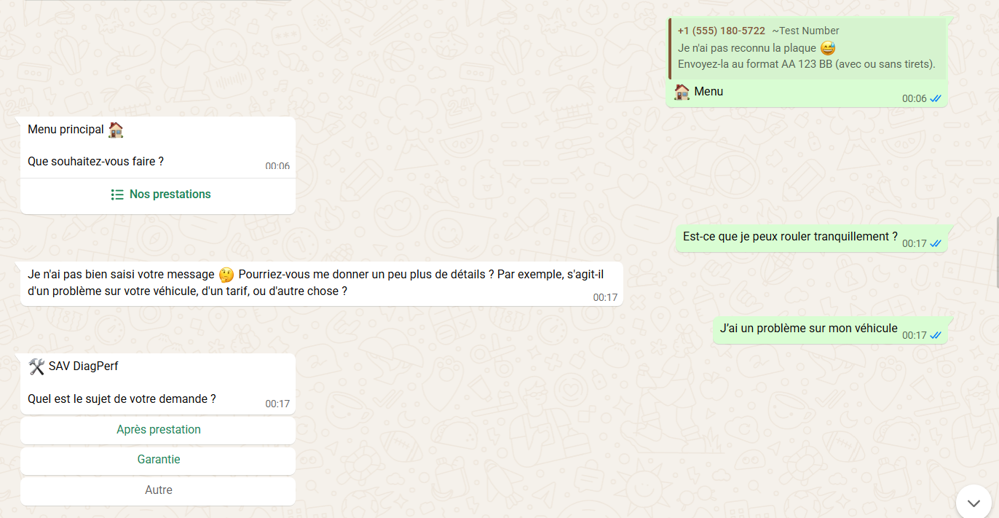 +1 (555) 180-5722 ~Test Number
Je n'ai pas reconnu la plaque 😅
Envoyez-la au format AA 123 BB (avec ou sans tirets).
🏠 Menu
00:06
Menu principal 🏠
Que souhaitez-vous faire ?
00:06
Nos prestations
Est-ce que je peux rouler tranquillement ?
00:17
Je n'ai pas bien saisi votre message 🤔 Pourriez-vous me donner un peu plus de détails ? Par exemple, s'agit-il
d'un problème sur votre véhicule, d'un tarif, ou d'autre chose ?
00:17
J’ai un problème sur mon véhicule
00:17
🛠 SAV DiagPerf
Quel est le sujet de votre demande ?
00:17
Après prestation
Garantie
Autre